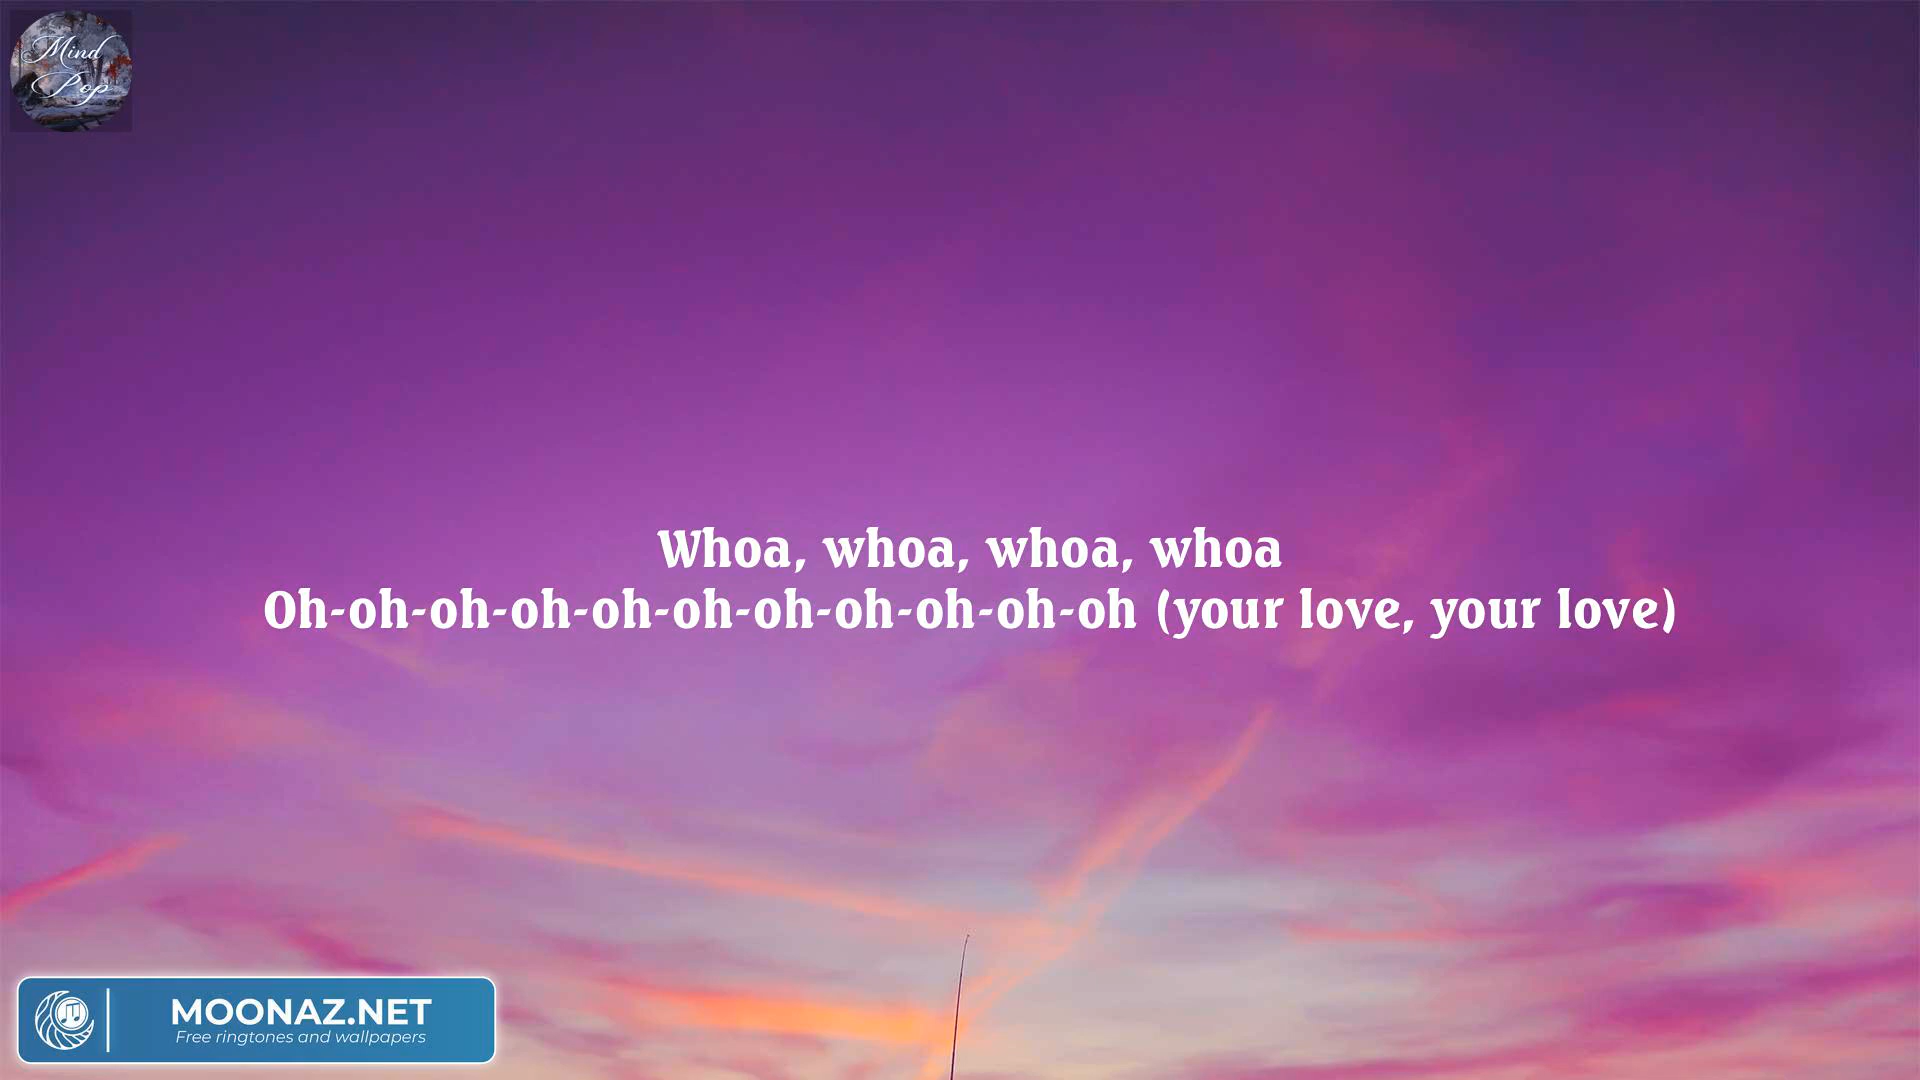 Mind
Pop
Whoa, whoa, whoa, whoa
Oh-oh-oh-oh-oh-oh-oh-oh-oh-oh-oh (your love, your love)
MOONAZ.NET
Free ringtones and wallpapers